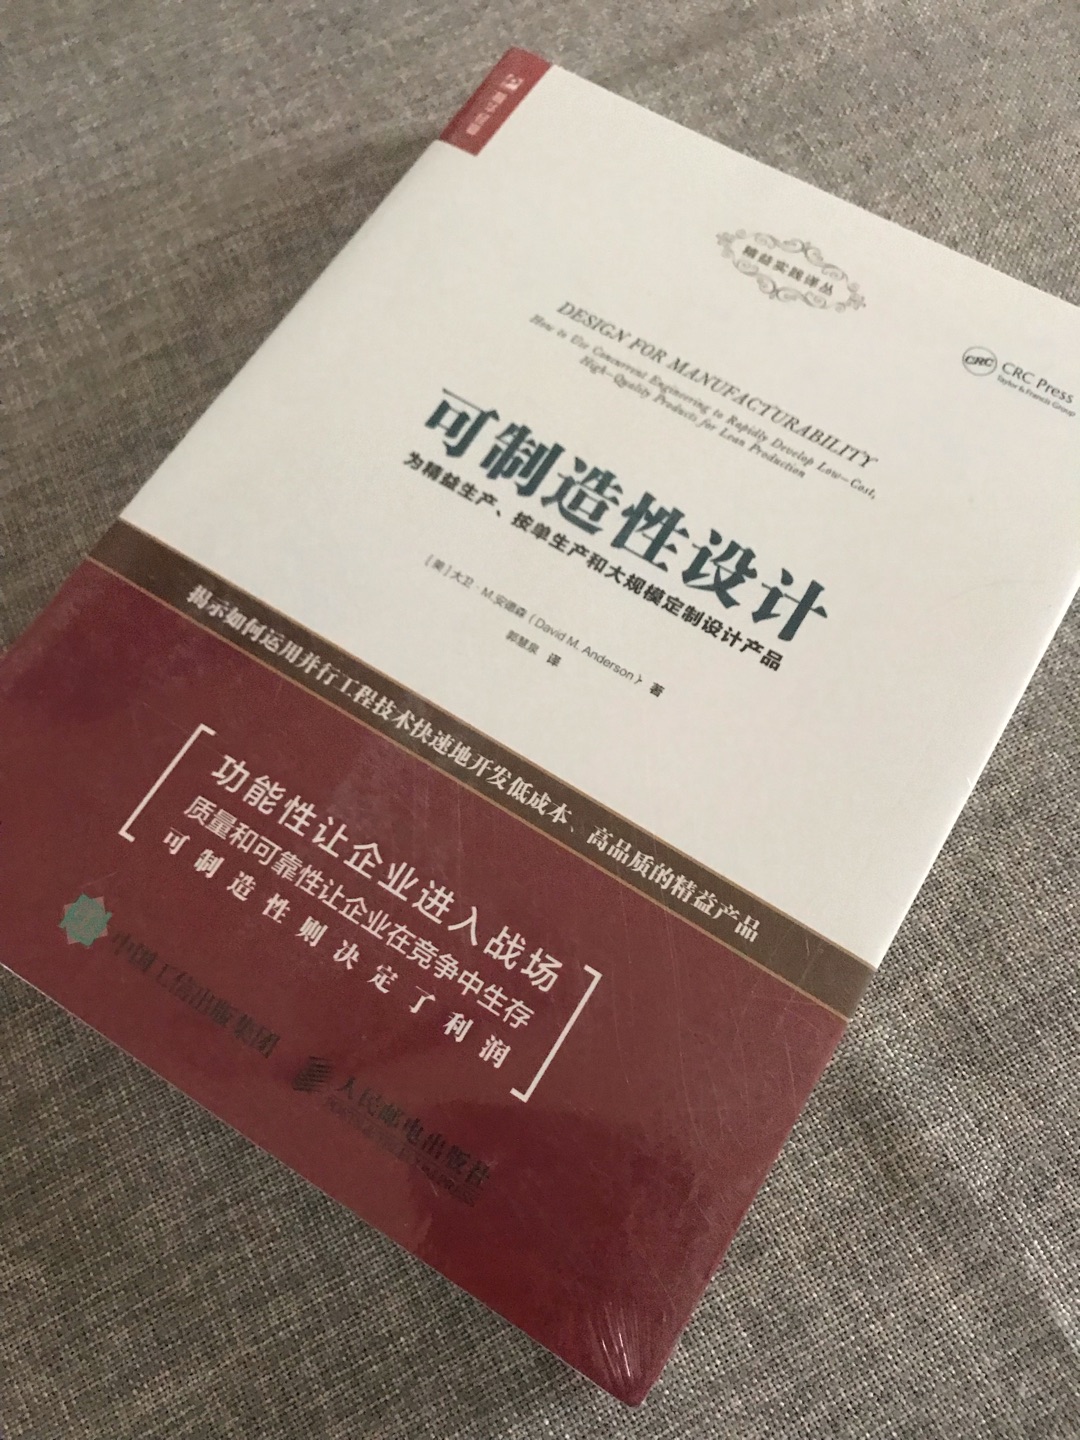 精益实践译丛
CRC
CRC Press
Taylor & Francis Group
DESIGN FOR MANUFACTURABILITY
How to Use Concurrent Engineering to Rapidly Develop Low-Cost,
High-Quality Products for Lean Production
可制造性设计
为精益生产、按单生产和大规模定制设计产品
[美]大卫·M.安德森（David M. Anderson） 著
郭慧泉 译
揭示如何运用并行工程技术快速地开发低成本、高品质的精益产品
功能性让企业进入战场
质量和可靠性让企业在竞争中生存
可制造性则决定了利润
中国工信出版集团
人民邮电出版社